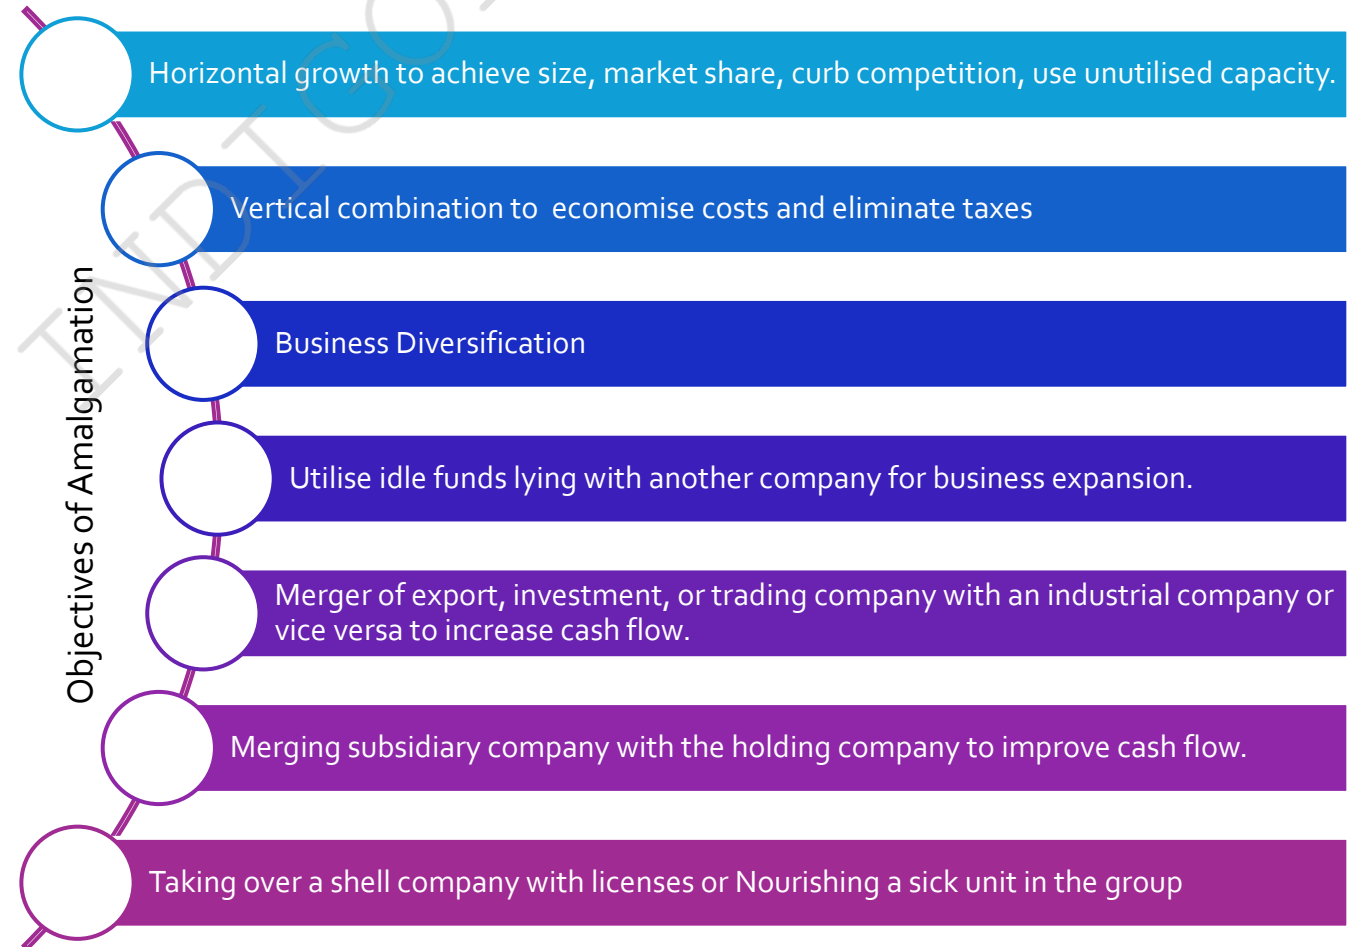 Horizontal growth to achieve size, market share, curb competition, use unutilised capacity.
Vertical combination to economise costs and eliminate taxes
Business Diversification
Utilise idle funds lying with another company for business expansion.
Merger of export, investment, or trading company with an industrial company or
vice versa to increase cash flow.
Merging subsidiary company with the holding company to improve cash flow.
Taking over a shell company with licenses or Nourishing a sick unit in the group
Objectives of Amalgamation